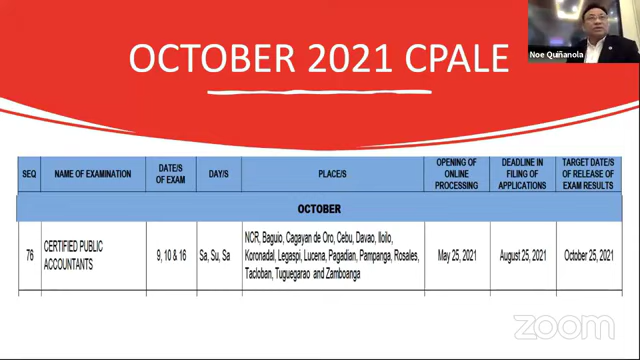 OCTOBER 2021 CPALE
Noe Quiñanola
SEQ
NAME OF EXAMINATION
DATE/S
OF EXAM
DAY/S
PLACE/S
OPENING OF
ONLINE
PROCESSING
DEADLINE IN
FILING OF
APPLICATIONS
TARGET DATE/S
OF RELEASE OF
EXAM RESULTS
OCTOBER
76
CERTIFIED PUBLIC
ACCOUNTANTS
9, 10 & 16
Sa, Su, Sa
NCR, Baguio, Cagayan de Oro, Cebu, Davao, Iloilo,
Koronadal, Legaspi, Lucena, Pagadian, Pampanga, Rosales,
Tacloban, Tuguegarao and Zamboanga
May 25, 2021
August 25, 2021
October 25, 2021
zoom